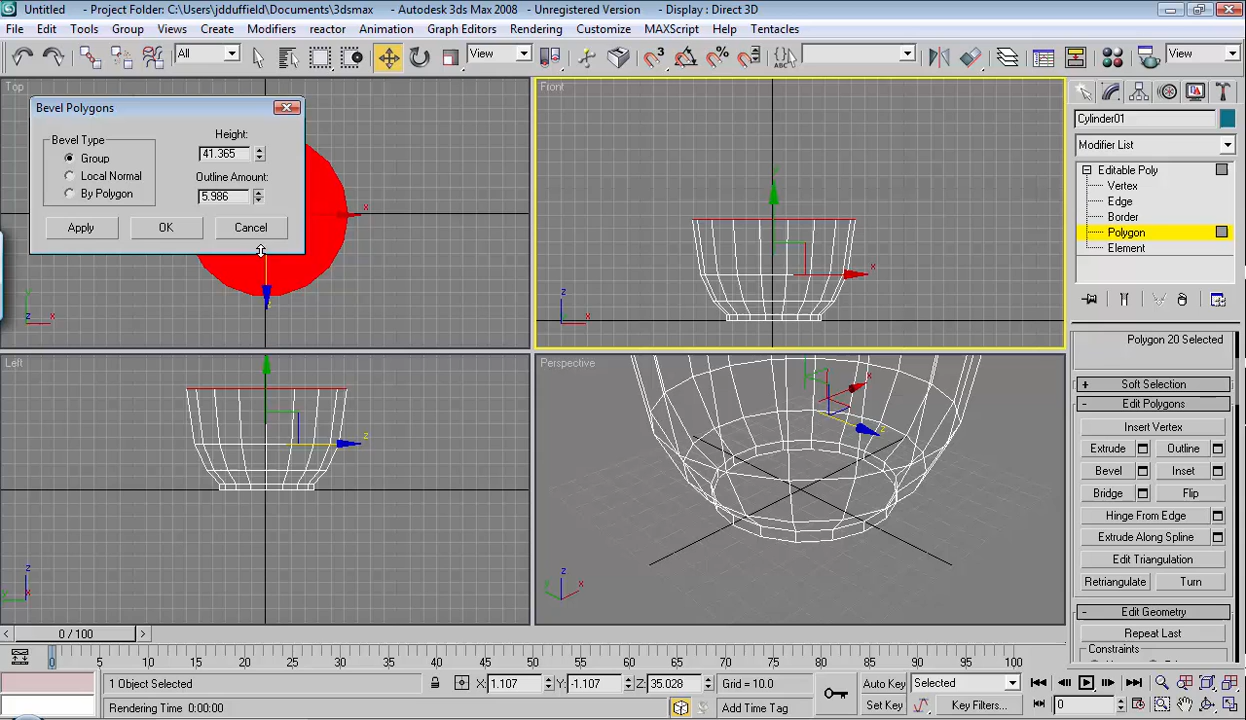 Untitled - Project Folder: C:\Users\jdduffield\Documents\3dsmax - Autodesk 3ds Max 2008 - Unregistered Version - Display : Direct 3D
File Edit Tools Group Views Create Modifiers reactor Animation Graph Editors Rendering Customize MAXScript Help Tentacles
All View 3 % View
Top
Bevel Polygons
Bevel Type
Group
Local Normal
By Polygon
Height:
41.365
Outline Amount:
5.986
Apply OK Cancel
x
y
z x
Front
x
z
x
Left
z
z
y
Perspective
x
z
z
y x
Cylinder01
Modifier List
Editable Poly
Vertex
Edge
Border
Polygon
Element
Polygon 20 Selected
+ Soft Selection
- Edit Polygons
Insert Vertex
Extrude Outline
Bevel Inset
Bridge Flip
Hinge From Edge
Extrude Along Spline
Edit Triangulation
Retriangulate Turn
- Edit Geometry
Repeat Last
Constraints
< 0 / 100 >
0 5 10 15 20 25 30 35 40 45 50 55 60 65 70 75 80 85 90 95 100
1 Object Selected X: 1.107 Y: -1.107 Z: 35.028 Grid = 10.0 Auto Key Selected
Rendering Time 0:00:00 Add Time Tag Set Key Key Filters... 0